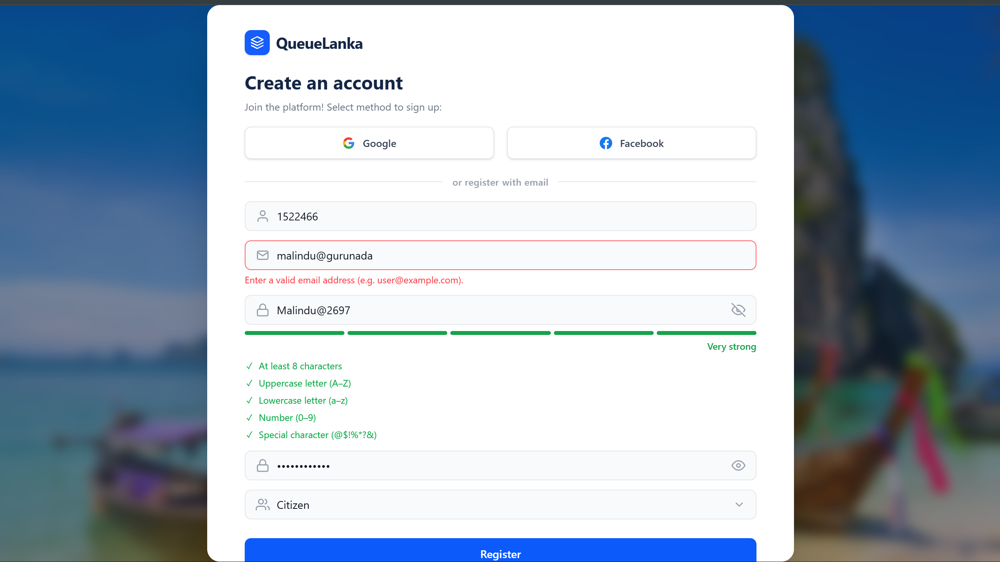 QueueLanka
Create an account
Join the platform! Select method to sign up:
Google
Facebook
or register with email
1522466
malindu@gurunada
Enter a valid email address (e.g. user@example.com).
Malindu@2697
Very strong
✓ At least 8 characters
✓ Uppercase letter (A–Z)
✓ Lowercase letter (a–z)
✓ Number (0–9)
✓ Special character (@$!%*?&)
••••••••••••
Citizen
Register